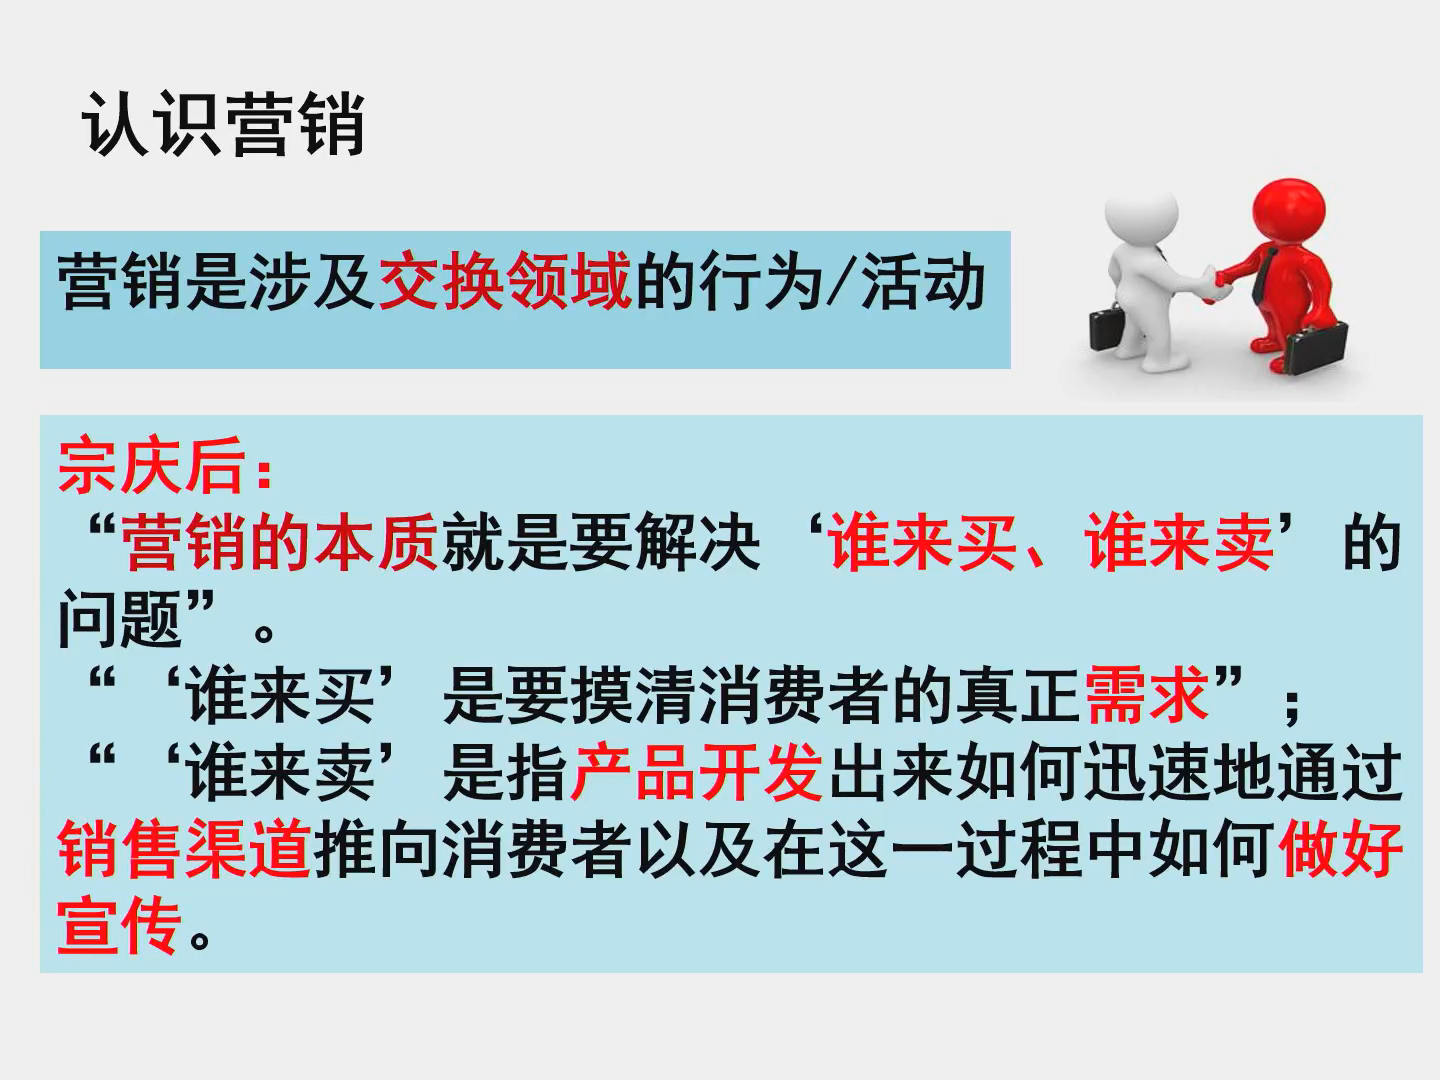 认识营销
营销是涉及交换领域的行为/活动
宗庆后：
“营销的本质就是要解决‘谁来买、谁来卖’的
问题”。
“‘谁来买’是要摸清消费者的真正需求”；
“‘谁来卖’是指产品开发出来如何迅速地通过
销售渠道推向消费者以及在这一过程中如何做好
宣传。